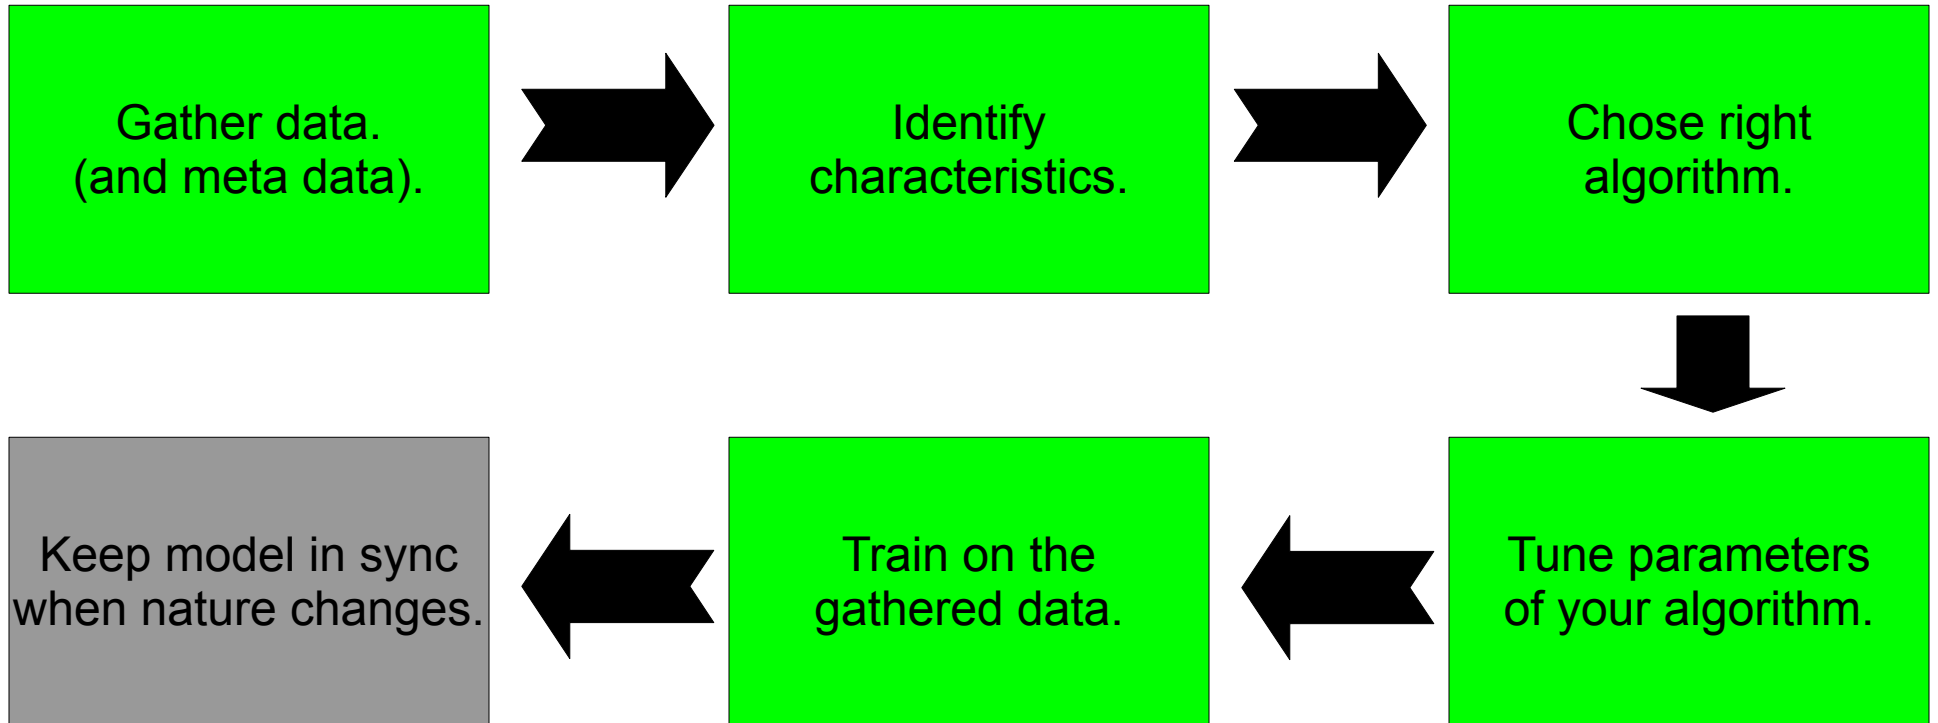 Gather data.
(and meta data).
Identify
characteristics.
Chose right
algorithm.
Tune parameters
of your algorithm.
Train on the
gathered data.
Keep model in sync
when nature changes.